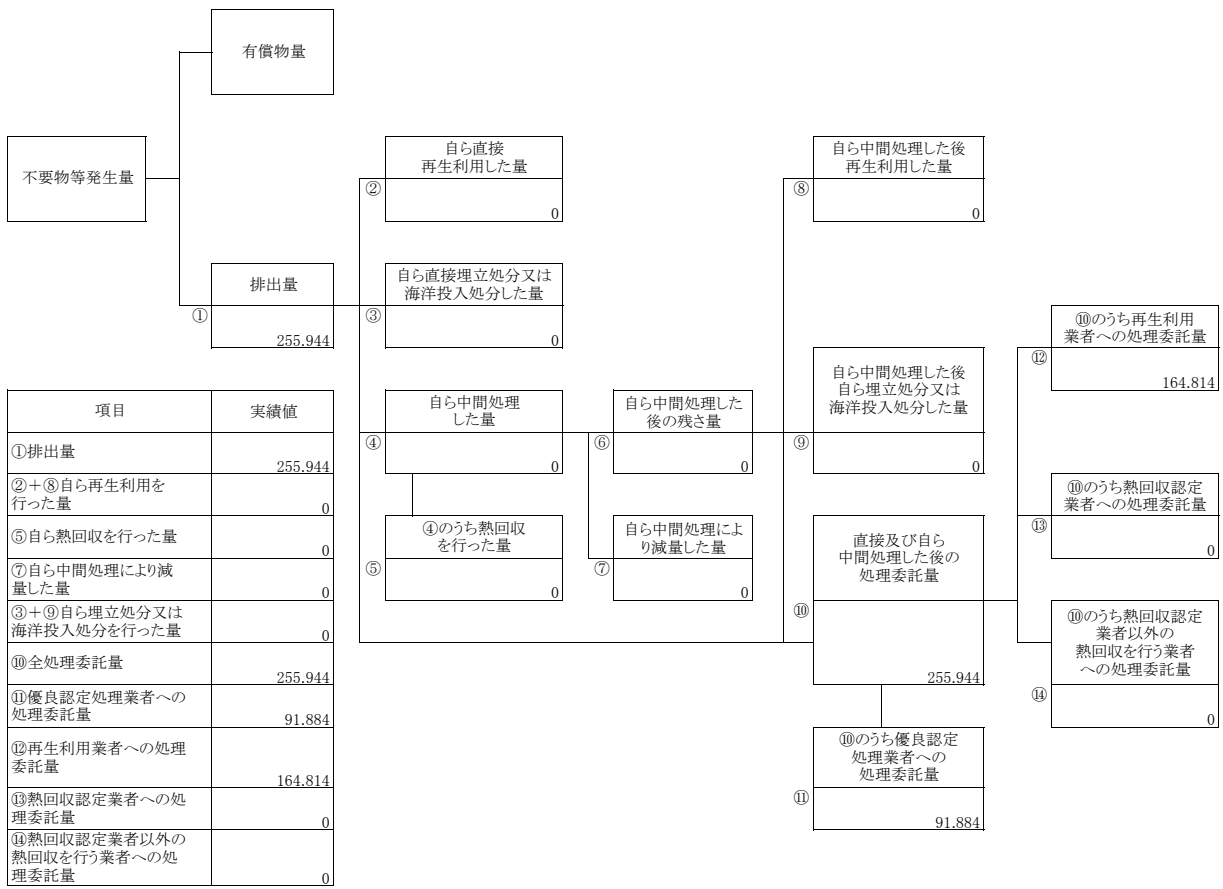 有償物量
不要物等発生量
自ら直接
再生利用した量
②
0
自ら中間処理した後
再生利用した量
⑧
0
排出量
①
255.944
自ら直接埋立処分又は
海洋投入処分した量
③
0
⑩のうち再生利用
業者への処理委託量
⑫
164.814
自ら中間処理
した量
④
0
自ら中間処理した
後の残さ量
⑥
0
自ら中間処理した後
自ら埋立処分又は
海洋投入処分した量
⑨
0
⑩のうち熱回収認定
業者への処理委託量
⑬
0
④のうち熱回収
を行った量
⑤
0
自ら中間処理によ
り減量した量
⑦
0
直接及び自ら
中間処理した後の
処理委託量
⑩
255.944
⑩のうち熱回収認定
業者以外の
熱回収を行う業者
への処理委託量
⑭
0
⑩のうち優良認定
処理業者への
処理委託量
⑪
91.884
項目 実績値
①排出量
255.944
②+⑧自ら再生利用を
行った量
0
⑤自ら熱回収を行った量
0
⑦自ら中間処理により減
量した量
0
③+⑨自ら埋立処分又は
海洋投入処分を行った量
0
⑩全処理委託量
255.944
⑪優良認定処理業者への
処理委託量
91.884
⑫再生利用業者への処理
委託量
164.814
⑬熱回収認定業者への処
理委託量
0
⑭熱回収認定業者以外の
熱回収を行う業者への処
理委託量
0